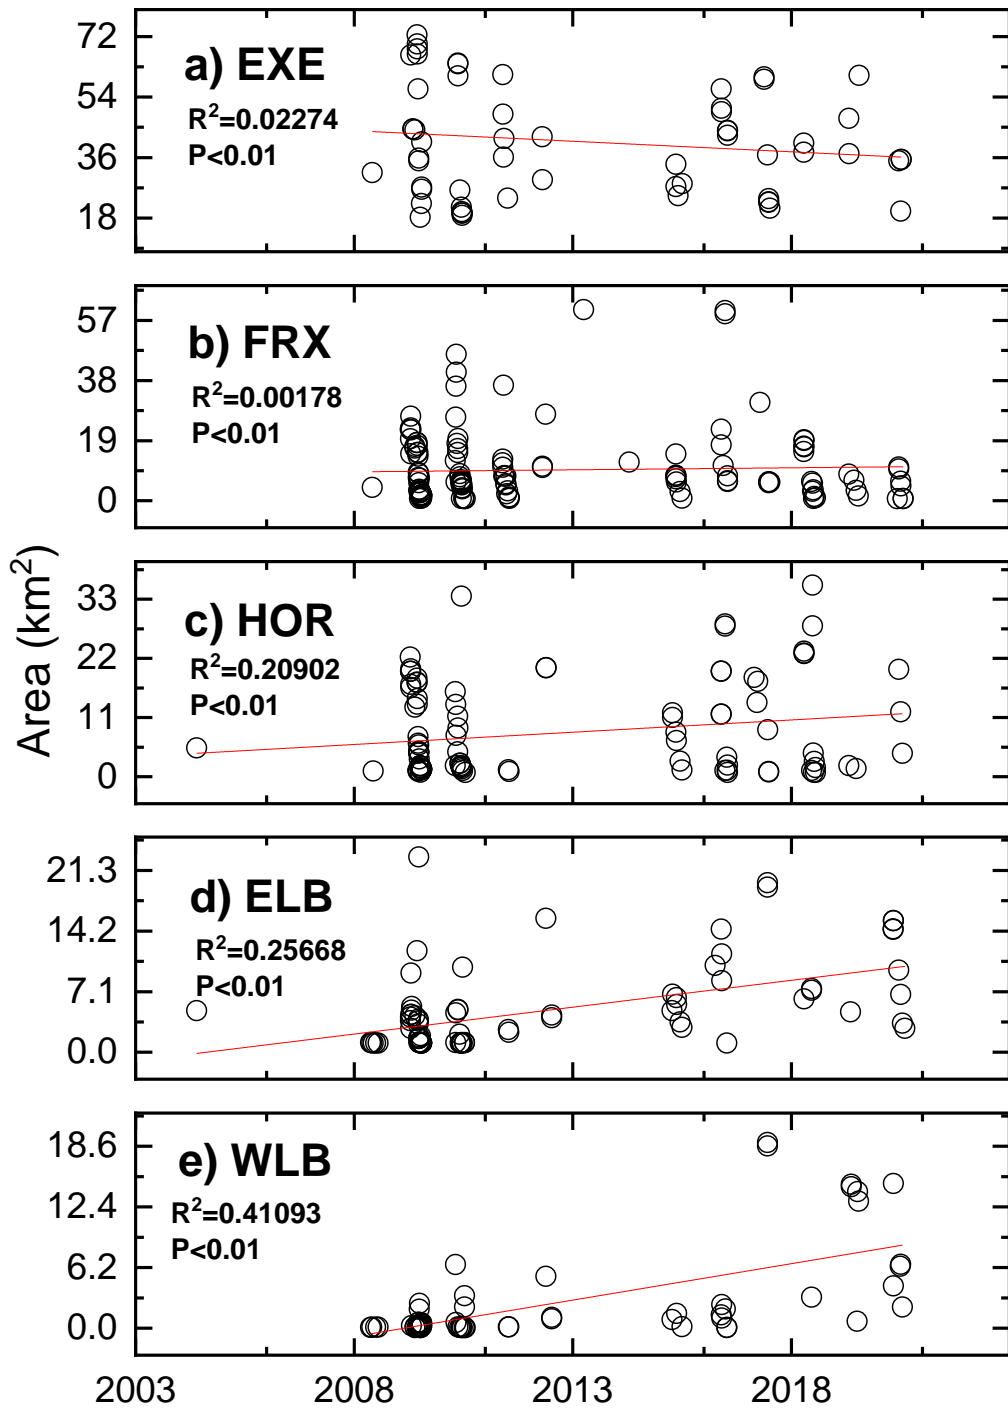 72
54
36
18
a) EXE
R²=0.02274
P<0.01
57
38
19
0
b) FRX
R²=0.00178
P<0.01
Area (km²)
33
22
11
0
c) HOR
R²=0.20902
P<0.01
21.3
14.2
7.1
0.0
d) ELB
R²=0.25668
P<0.01
18.6
12.4
6.2
0.0
e) WLB
R²=0.41093
P<0.01
2003 2008 2013 2018